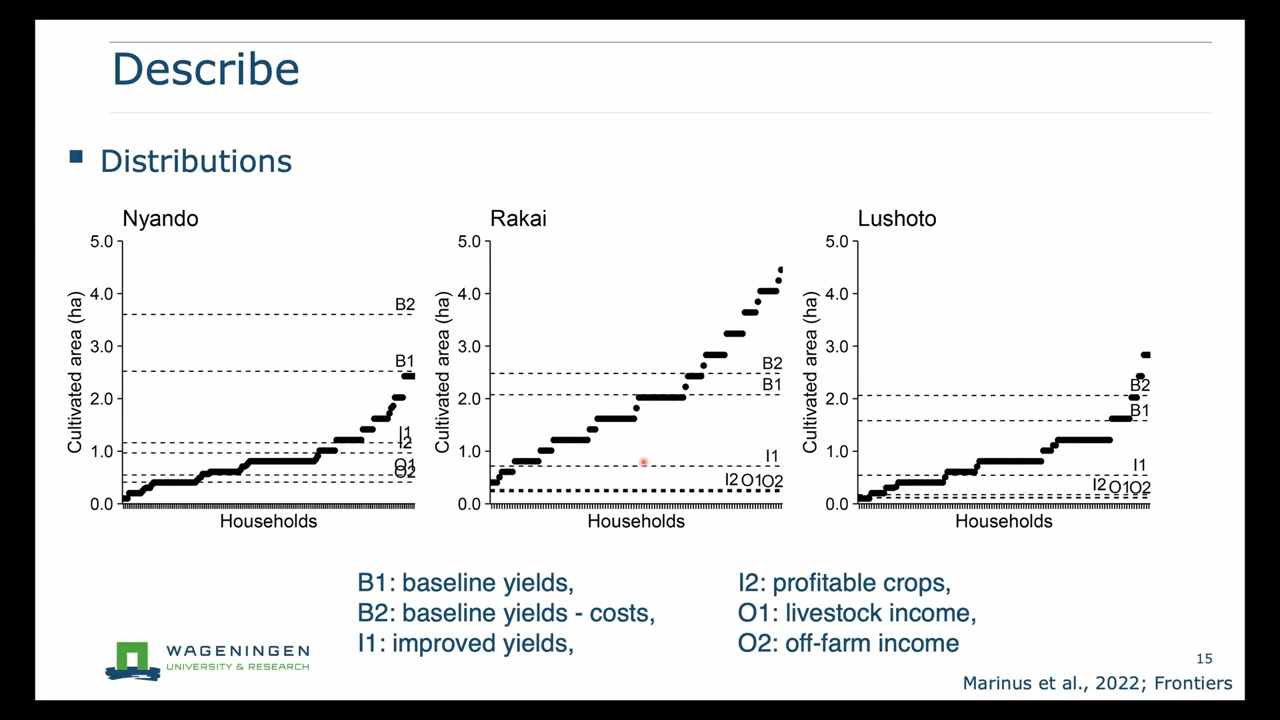 Describe
Distributions
Nyando
Cultivated area (ha)
5.0
4.0
3.0
2.0
1.0
0.0
B2
B1
I1
I2
O1
O2
Households
Rakai
Cultivated area (ha)
5.0
4.0
3.0
2.0
1.0
0.0
B2
B1
I1
I2 O1O2
Households
Lushoto
Cultivated area (ha)
5.0
4.0
3.0
2.0
1.0
0.0
B2
B1
I1
I2 O1O2
Households
B1: baseline yields,
B2: baseline yields - costs,
I1: improved yields,
I2: profitable crops,
O1: livestock income,
O2: off-farm income
WAGENINGEN
UNIVERSITY & RESEARCH
15
Marinus et al., 2022; Frontiers